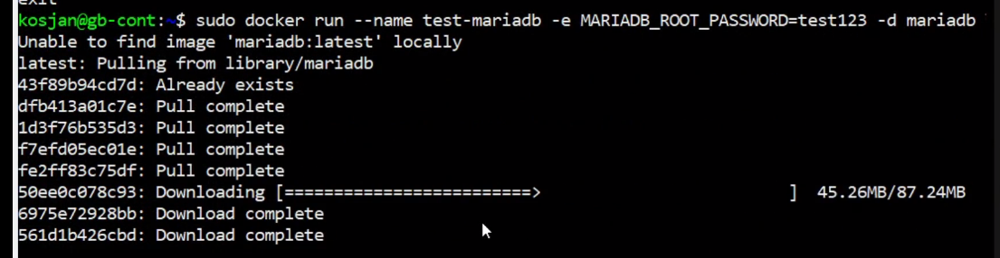 exit
kosjan@gb-cont:~$ sudo docker run --name test-mariadb -e MARIADB_ROOT_PASSWORD=test123 -d mariadb
Unable to find image 'mariadb:latest' locally
latest: Pulling from library/mariadb
43f89b94cd7d: Already exists
dfb413a01c7e: Pull complete
1d3f76b535d3: Pull complete
f7efd05ec01e: Pull complete
fe2ff83c75df: Pull complete
50ee0c078c93: Downloading [=========================>                         ]  45.26MB/87.24MB
6975e72928bb: Download complete
561d1b426cbd: Download complete